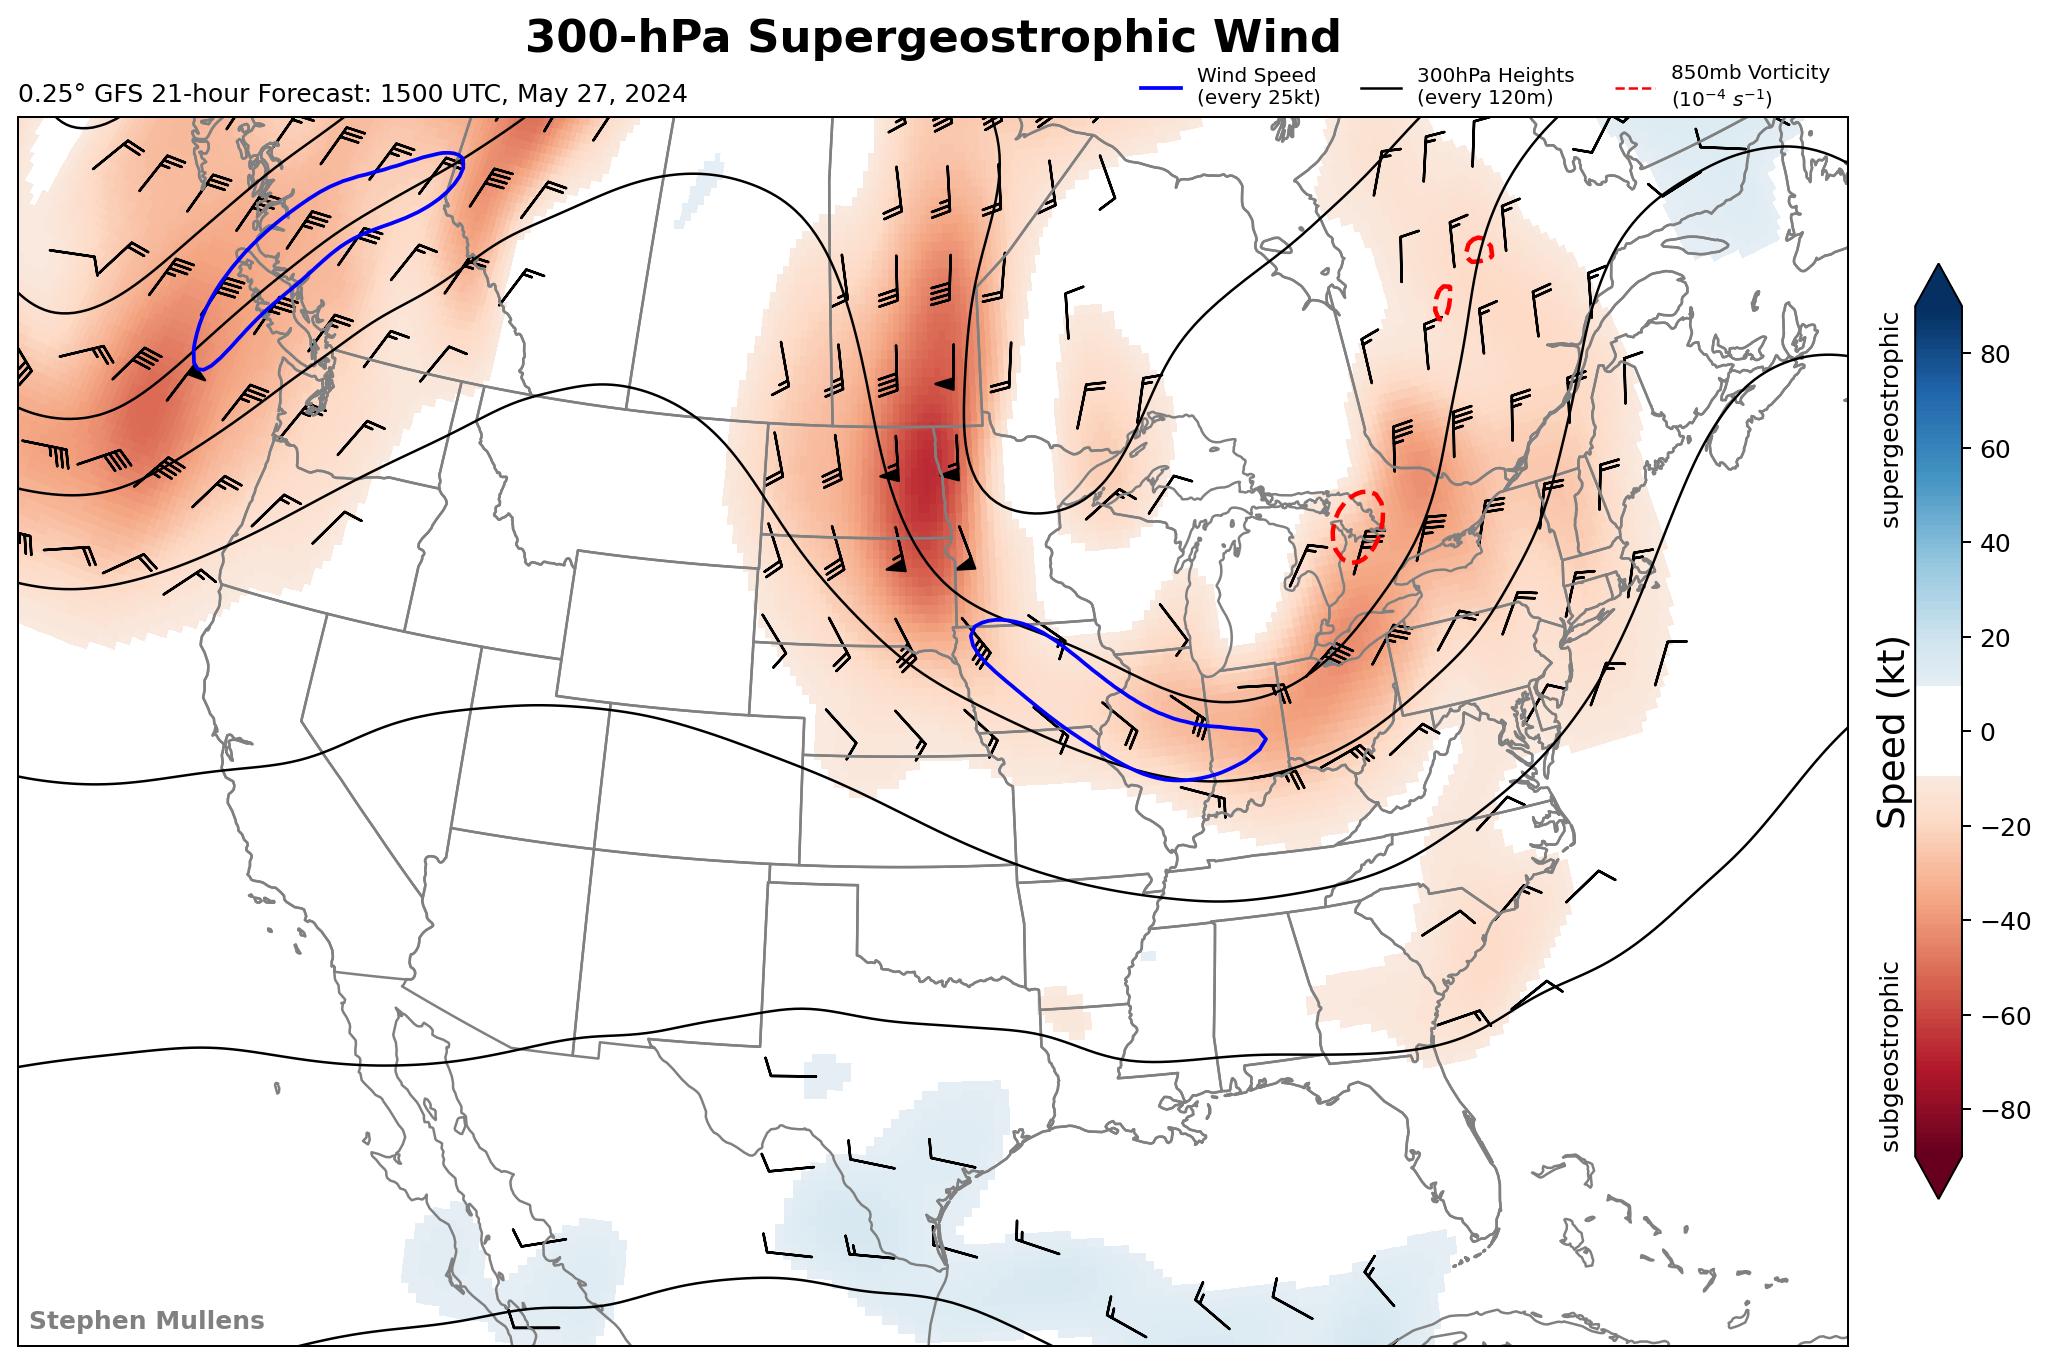 300-hPa Supergeostrophic Wind
0.25° GFS 21-hour Forecast: 1500 UTC, May 27, 2024
Wind Speed
(every 25kt)
300hPa Heights
(every 120m)
850mb Vorticity
(10⁻⁴ s⁻¹)
supergeostrophic
Speed (kt)
subgeostrophic
80
60
40
20
0
−20
−40
−60
−80
Stephen Mullens